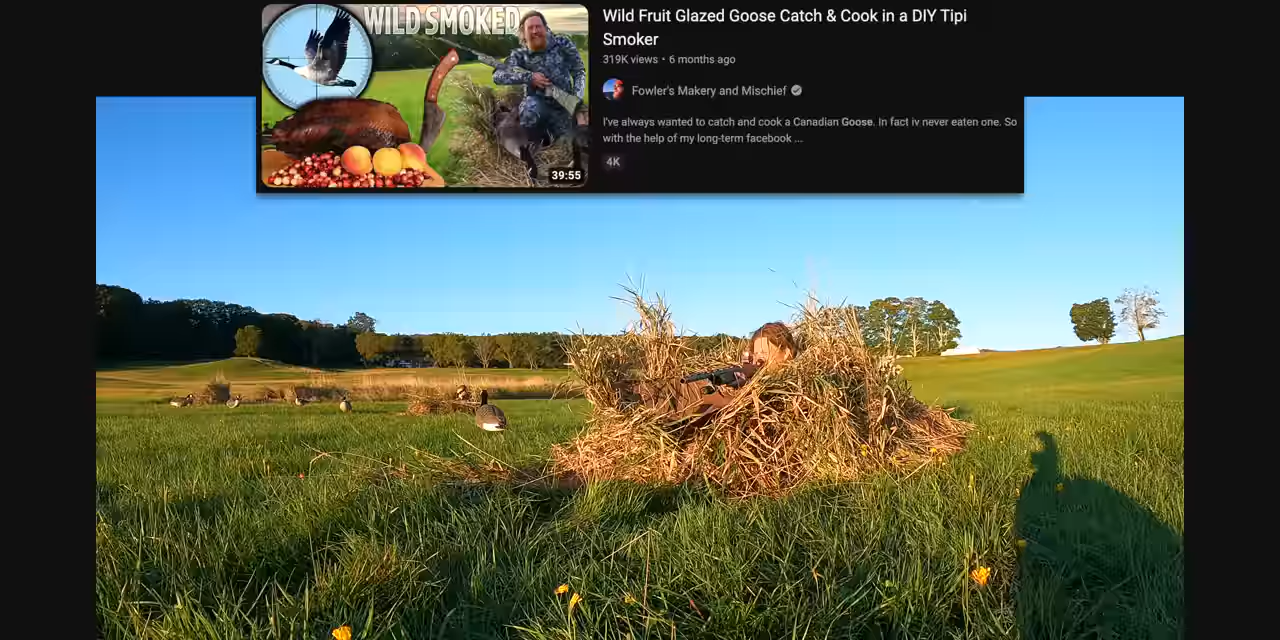 WILD SMOKED
39:55
Wild Fruit Glazed Goose Catch & Cook in a DIY Tipi
Smoker
319K views • 6 months ago
Fowler's Makery and Mischief
I've always wanted to catch and cook a Canadian Goose. In fact iv never eaten one. So
with the help of my long-term facebook ...
4K